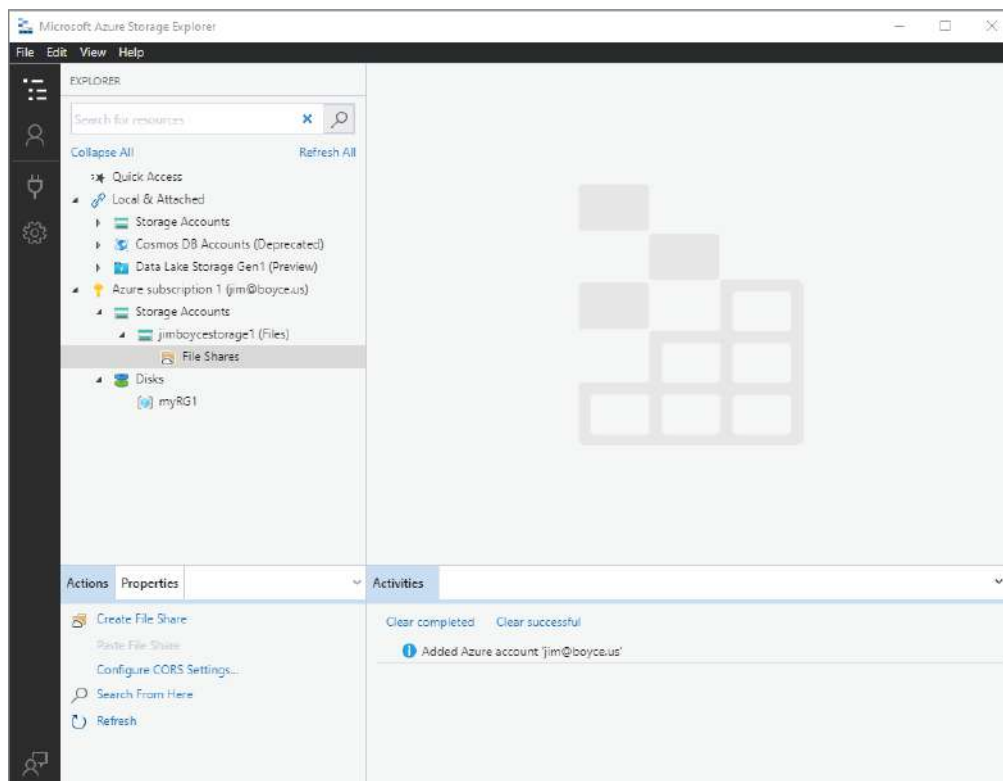 Microsoft Azure Storage Explorer
File Edit View Help
EXPLORER
Search for resources
Collapse All Refresh All
Quick Access
Local & Attached
Storage Accounts
Cosmos DB Accounts (Deprecated)
Data Lake Storage Gen1 (Preview)
Azure subscription 1 (jim@boyce.us)
Storage Accounts
jimboycestorage1 (Files)
File Shares
Disks
myRG1
Actions Properties
Create File Share
Paste File Share
Configure CORS Settings...
Search From Here
Refresh
Activities
Clear completed Clear successful
Added Azure account 'jim@boyce.us'